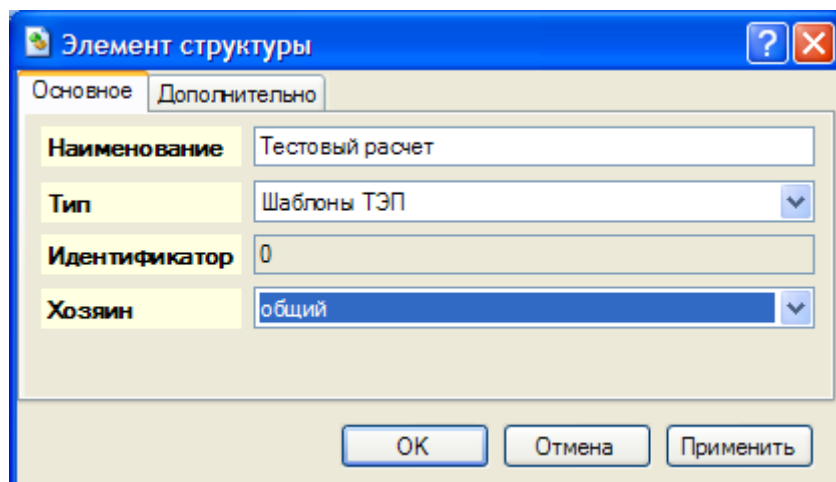 Элемент структуры
Основное Дополнительно
Наименование Тестовый расчет
Тип Шаблоны ТЭП
Идентификатор 0
Хозяин общий
OK Отмена Применить